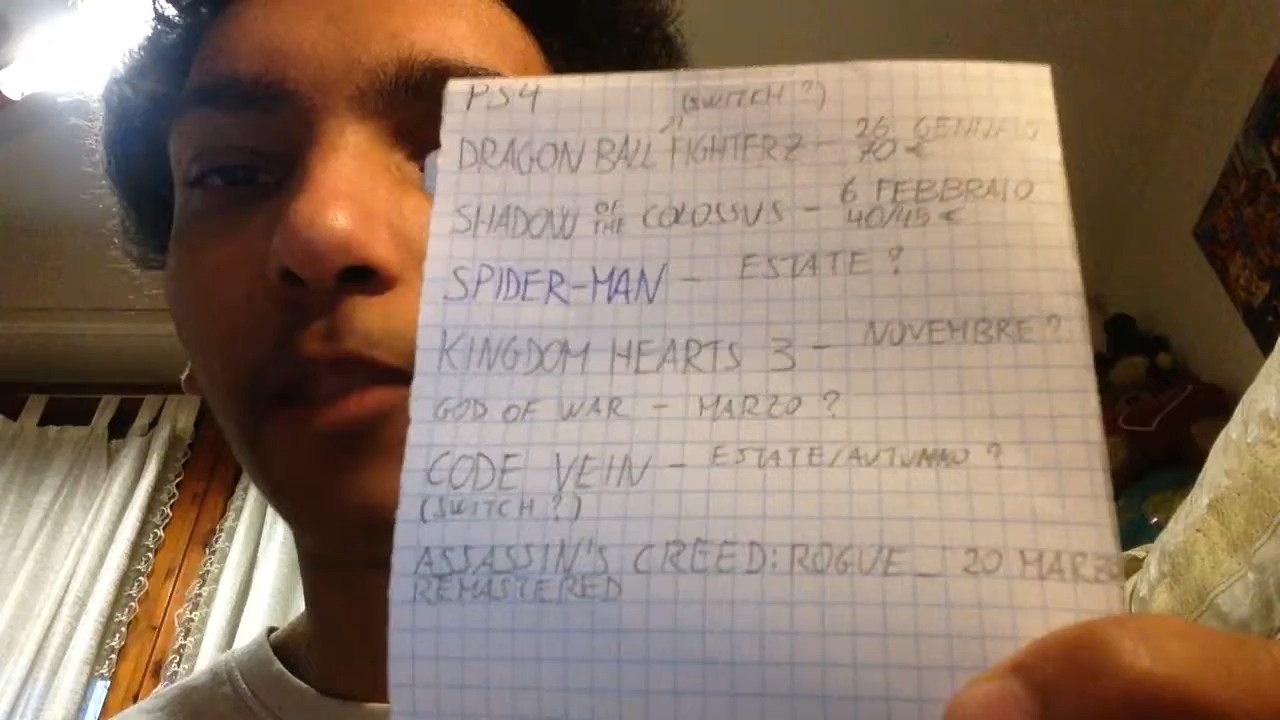 PS4
(SWITCH ?)
DRAGON BALL FIGHTERZ - 26 GENNAIO
70 €
SHADOW OF THE COLOSSUS - 6 FEBBRAIO
40/45 €
SPIDER-MAN - ESTATE ?
KINGDOM HEARTS 3 - NOVEMBRE ?
GOD OF WAR - MARZO ?
CODE VEIN - ESTATE/AUTUNNO ?
(SWITCH ?)
ASSASSIN'S CREED: ROGUE_ 20 MARZO
REMASTERED